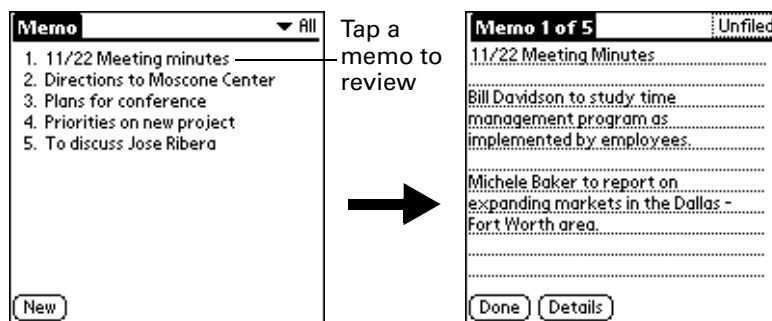 Memo
All
1. 11/22 Meeting minutes
2. Directions to Moscone Center
3. Plans for conference
4. Priorities on new project
5. To discuss Jose Ribera
New
Tap a
memo to
review
Memo 1 of 5
Unfiled
11/22 Meeting Minutes
Bill Davidson to study time
management program as
implemented by employees.
Michele Baker to report on
expanding markets in the Dallas -
Fort Worth area.
Done
Details